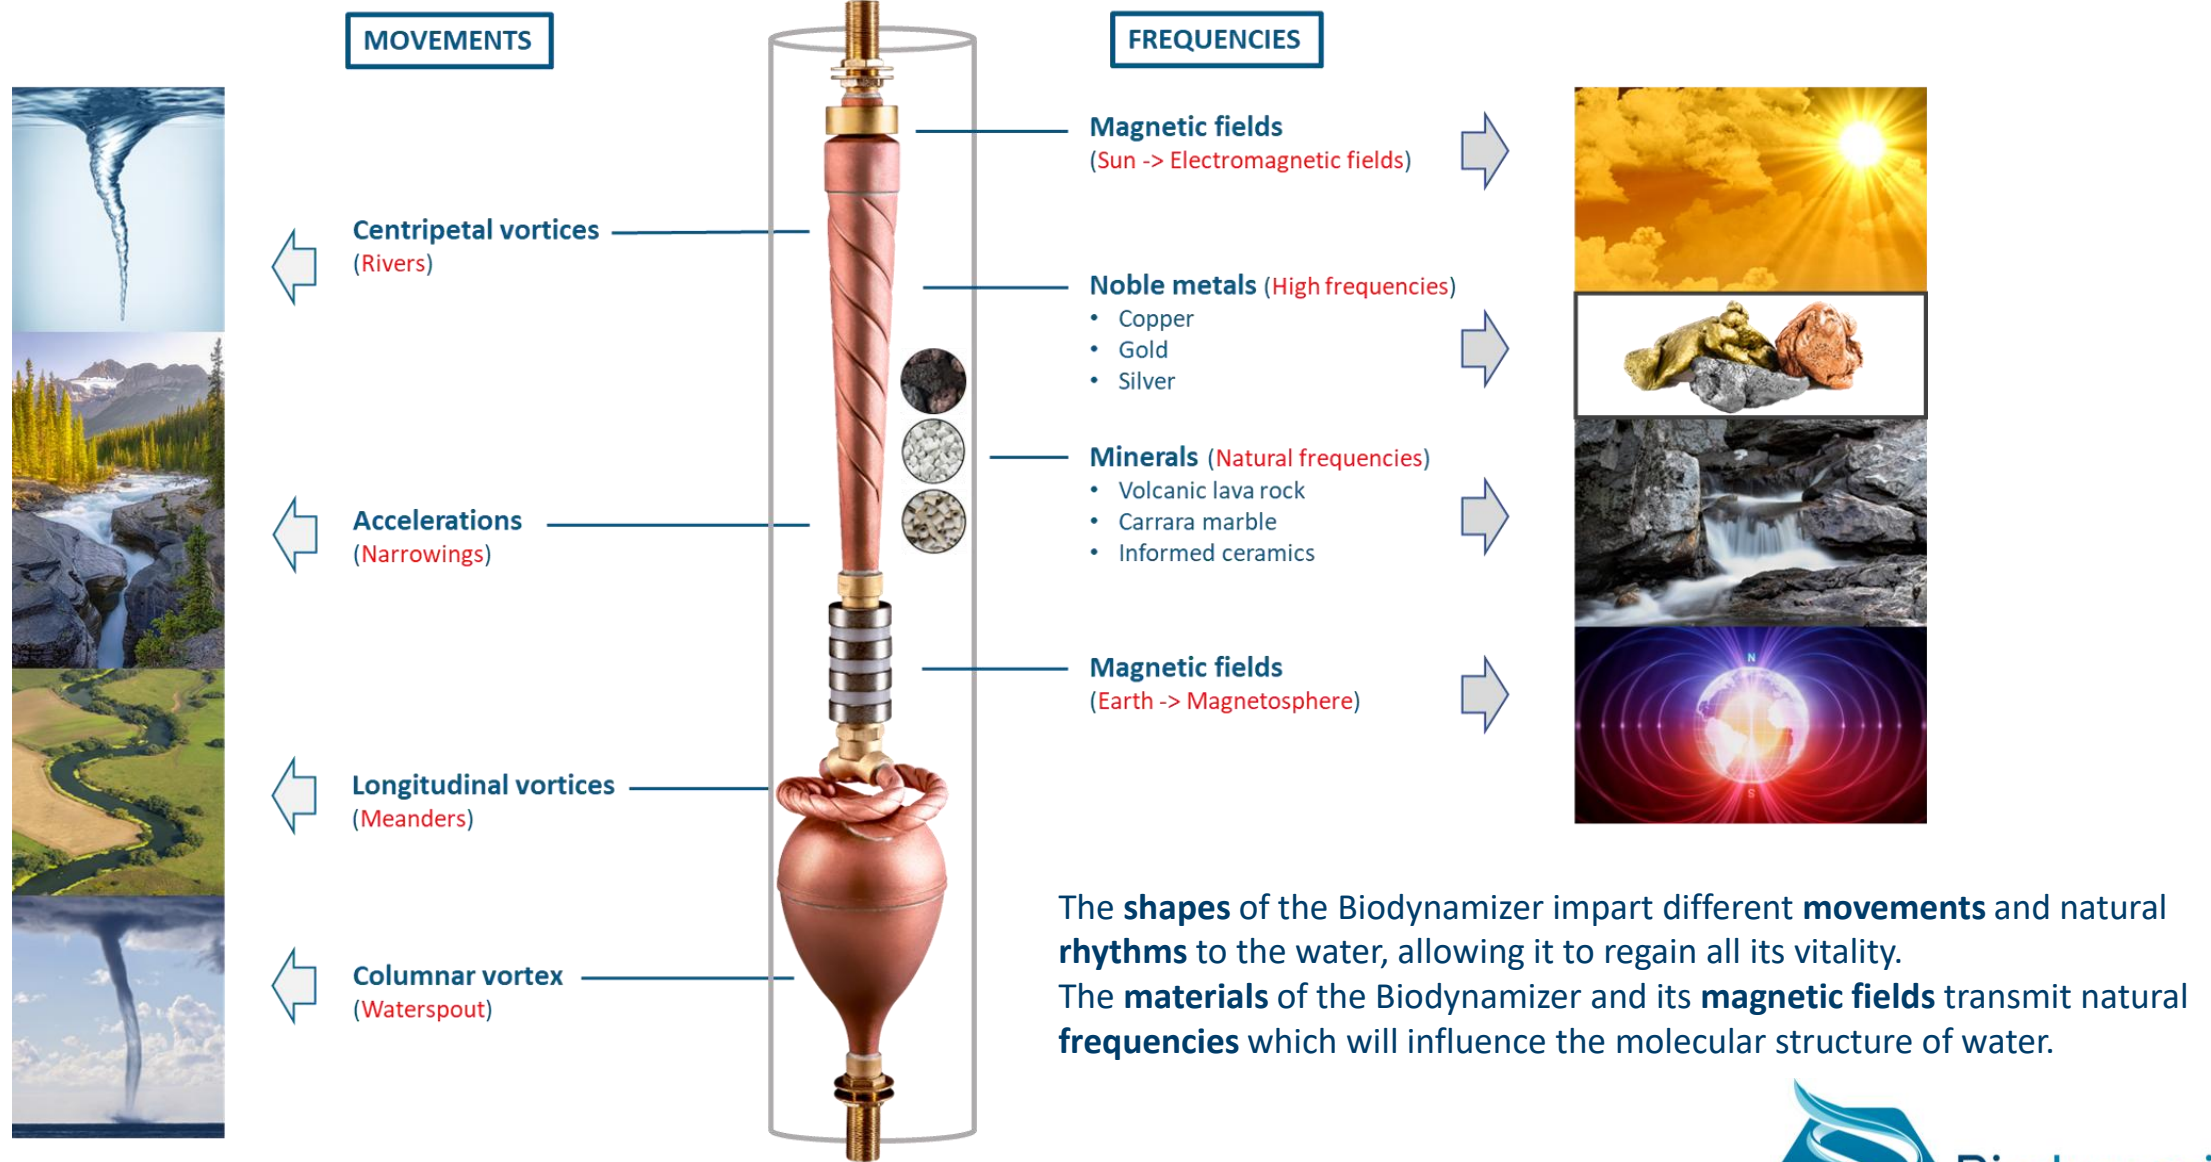 MOVEMENTS
Centripetal vortices
(Rivers)
Accelerations
(Narrowings)
Longitudinal vortices
(Meanders)
Columnar vortex
(Waterspout)
FREQUENCIES
Magnetic fields
(Sun -> Electromagnetic fields)
Noble metals (High frequencies)
• Copper
• Gold
• Silver
Minerals (Natural frequencies)
• Volcanic lava rock
• Carrara marble
• Informed ceramics
Magnetic fields
(Earth -> Magnetosphere)
N
S
The shapes of the Biodynamizer impart different movements and natural
rhythms to the water, allowing it to regain all its vitality.
The materials of the Biodynamizer and its magnetic fields transmit natural
frequencies which will influence the molecular structure of water.